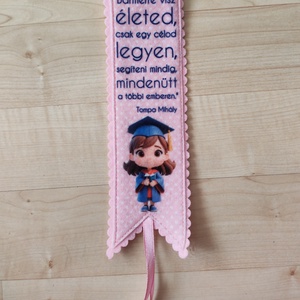 bármerre visz
életed,
csak egy célod
legyen,
segíteni mindig,
mindenütt
a többi emberen."
Tompa Mihály